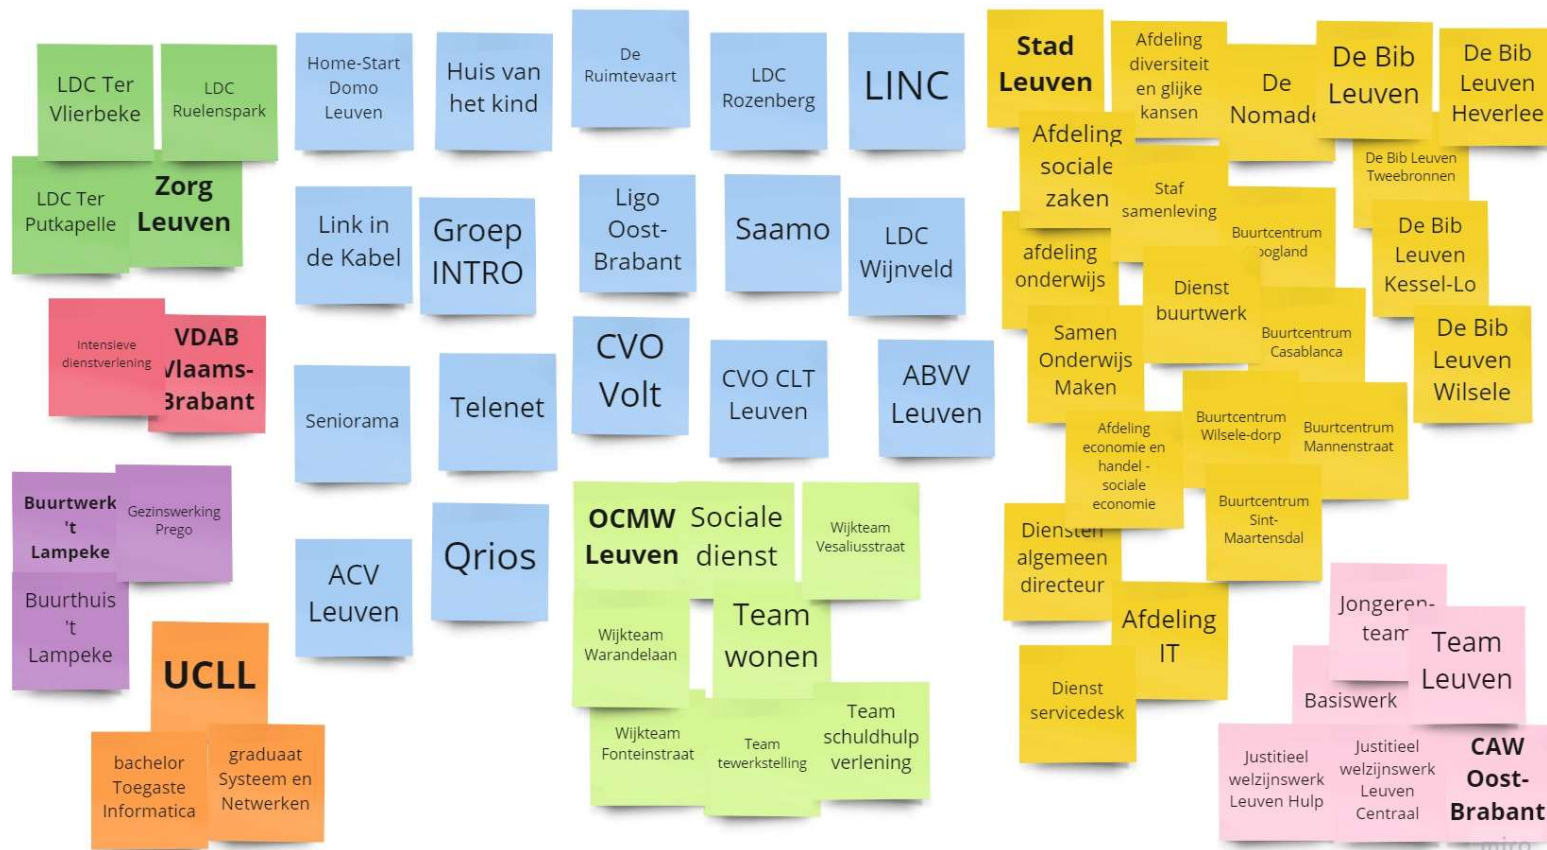 LDC Ter
Vlierbeke
LDC
Ruelenspark
LDC Ter
Putkapelle
Zorg
Leuven
Intensieve
dienstverlening
VDAB
Vlaams-
Brabant
Buurtwerk
't
Lampeke
Gezinswerking
Prego
Buurthuis
't
Lampeke
UCLL
bachelor
Toegaste
Informatica
graduaat
Systeem en
Netwerken
Home-Start
Domo
Leuven
Huis van
het kind
De
Ruimtevaart
LDC
Rozenberg
LINC
Link in
de Kabel
Groep
INTRO
Ligo
Oost-
Brabant
Saamo
LDC
Wijnveld
Seniorama
Telenet
CVO
Volt
CVO CLT
Leuven
ABVV
Leuven
ACV
Leuven
Qrios
OCMW
Leuven
Sociale
dienst
Wijkteam
Vesaliusstraat
Wijkteam
Warandelaan
Team
wonen
Wijkteam
Fonteinstraat
Team
tewerkstelling
Team
schuldhulp
verlening
Stad
Leuven
Afdeling
diversiteit
en glijke
kansen
De
Nomade
De Bib
Leuven
De Bib
Leuven
Heverlee
Afdeling
sociale
zaken
Staf
samenleving
De Bib Leuven
Tweebronnen
afdeling
onderwijs
Buurtcentrum
Hoogland
De Bib
Leuven
Kessel-Lo
Dienst
buurtwerk
Samen
Onderwijs
Maken
Buurtcentrum
Casablanca
De Bib
Leuven
Wilsele
Afdeling
economie en
handel -
sociale
economie
Buurtcentrum
Wilsele-dorp
Buurtcentrum
Mannenstraat
Buurtcentrum
Sint-
Maartensdal
Diensten
algemeen
directeur
Afdeling
IT
Dienst
servicedesk
Jongeren-
team
Team
Leuven
Basiswerk
Justitieel
welzijnswerk
Leuven Hulp
Justitieel
welzijnswerk
Leuven
Centraal
CAW
Oost-
Brabant
miro